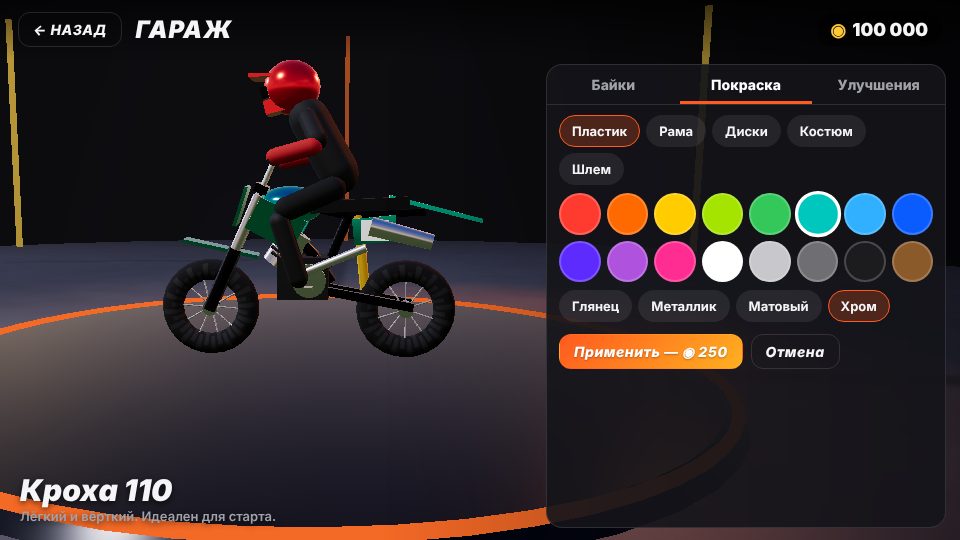 ← НАЗАД
ГАРАЖ
100 000
Байки
Покраска
Улучшения
Пластик
Рама
Диски
Костюм
Шлем
Глянец
Металлик
Матовый
Хром
Применить — ◉ 250
Отмена
Кроха 110
Лёгкий и вёрткий. Идеален для старта.